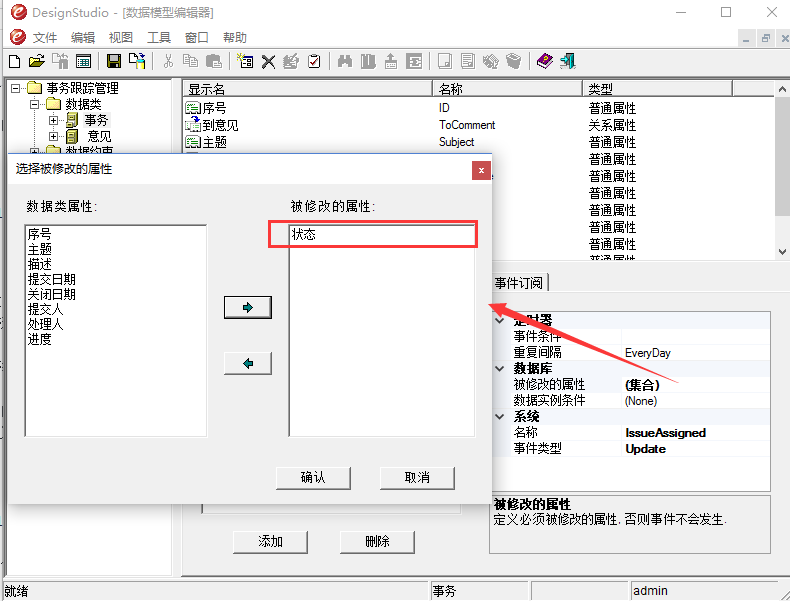 DesignStudio - [数据模型编辑器]
文件 编辑 视图 工具 窗口 帮助
事务跟踪管理
数据类
事务
意见
数据约束
显示名 名称 类型
序号 ID 普通属性
到意见 ToComment 关系属性
主题 Subject 普通属性
普通属性
普通属性
普通属性
普通属性
普通属性
普通属性
普通属性
选择被修改的属性
x
数据类属性:
序号
主题
描述
提交日期
关闭日期
提交人
处理人
进度
被修改的属性:
状态
确认 取消
添加 删除
事件订阅
定时器
事件条件
重复间隔 EveryDay
数据库
被修改的属性 (集合)
数据实例条件 (None)
系统
名称 IssueAssigned
事件类型 Update
被修改的属性
定义必须被修改的属性, 否则事件不会发生.
就绪 事务 admin